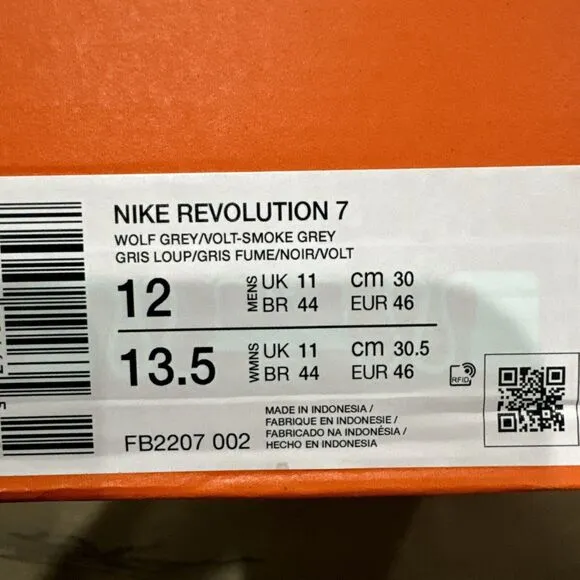 NIKE REVOLUTION 7
WOLF GREY/VOLT-SMOKE GREY
GRIS LOUP/GRIS FUME/NOIR/VOLT
12 MENS UK 11 CM 30
BR 44 EUR 46
13.5 WMNS UK 11 CM 30.5
BR 44 EUR 46
RFID
FB2207 002
MADE IN INDONESIA /
FABRIQUE EN INDONESIE /
FABRICADO NA INDONÉSIA /
HECHO EN INDONESIA